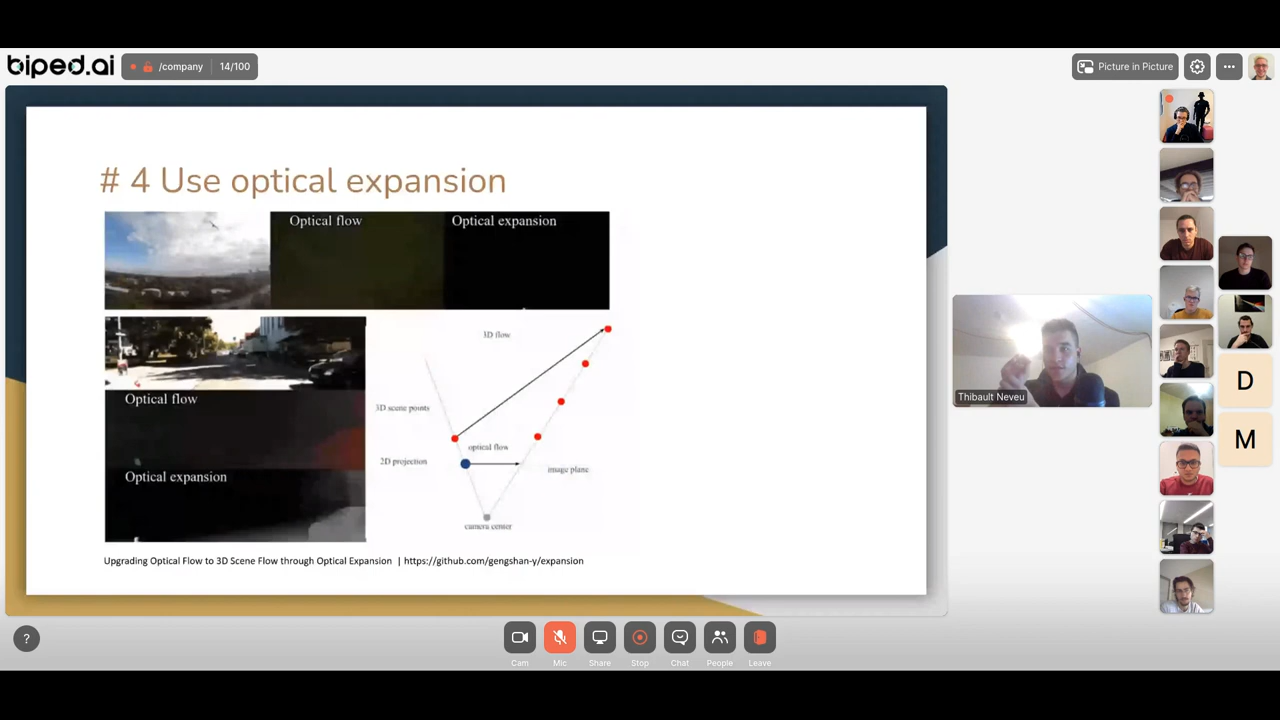 biped.ai
/company
14/100
Picture in Picture
# 4 Use optical expansion
Optical flow
Optical expansion
3D flow
Optical flow
3D scene points
optical flow
2D projection
image plane
Optical expansion
camera center
Upgrading Optical Flow to 3D Scene Flow through Optical Expansion | https://github.com/gengshan-y/expansion
Thibault Neveu
D
M
?
Cam
Mic
Share
Stop
Chat
People
Leave